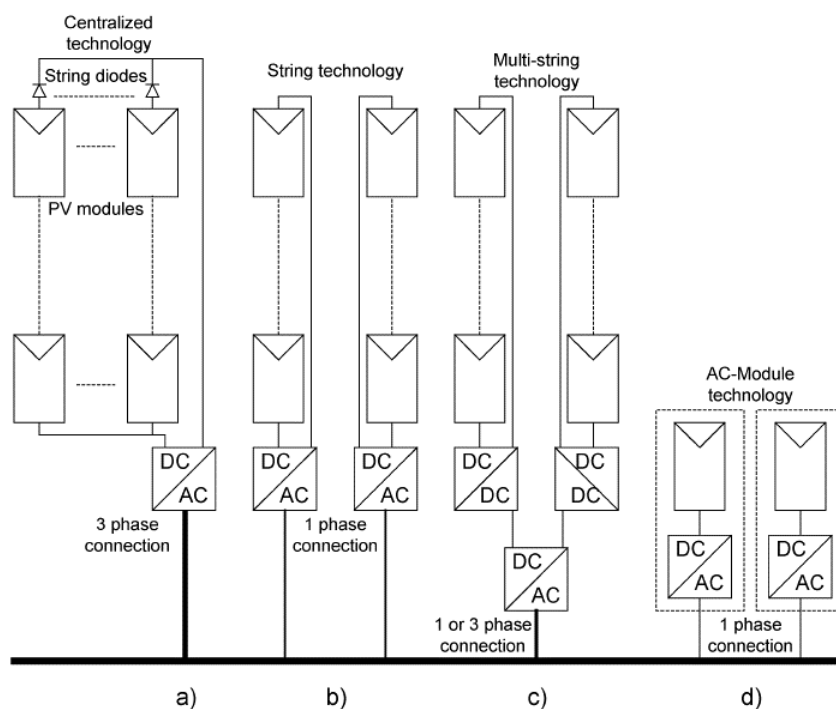 Centralized
technology
String diodes
PV modules
DC
AC
3 phase
connection
a)
String technology
DC
AC
DC
AC
1 phase
connection
b)
Multi-string
technology
DC
DC
DC
DC
DC
AC
1 or 3 phase
connection
c)
AC-Module
technology
DC
AC
DC
AC
1 phase
connection
d)